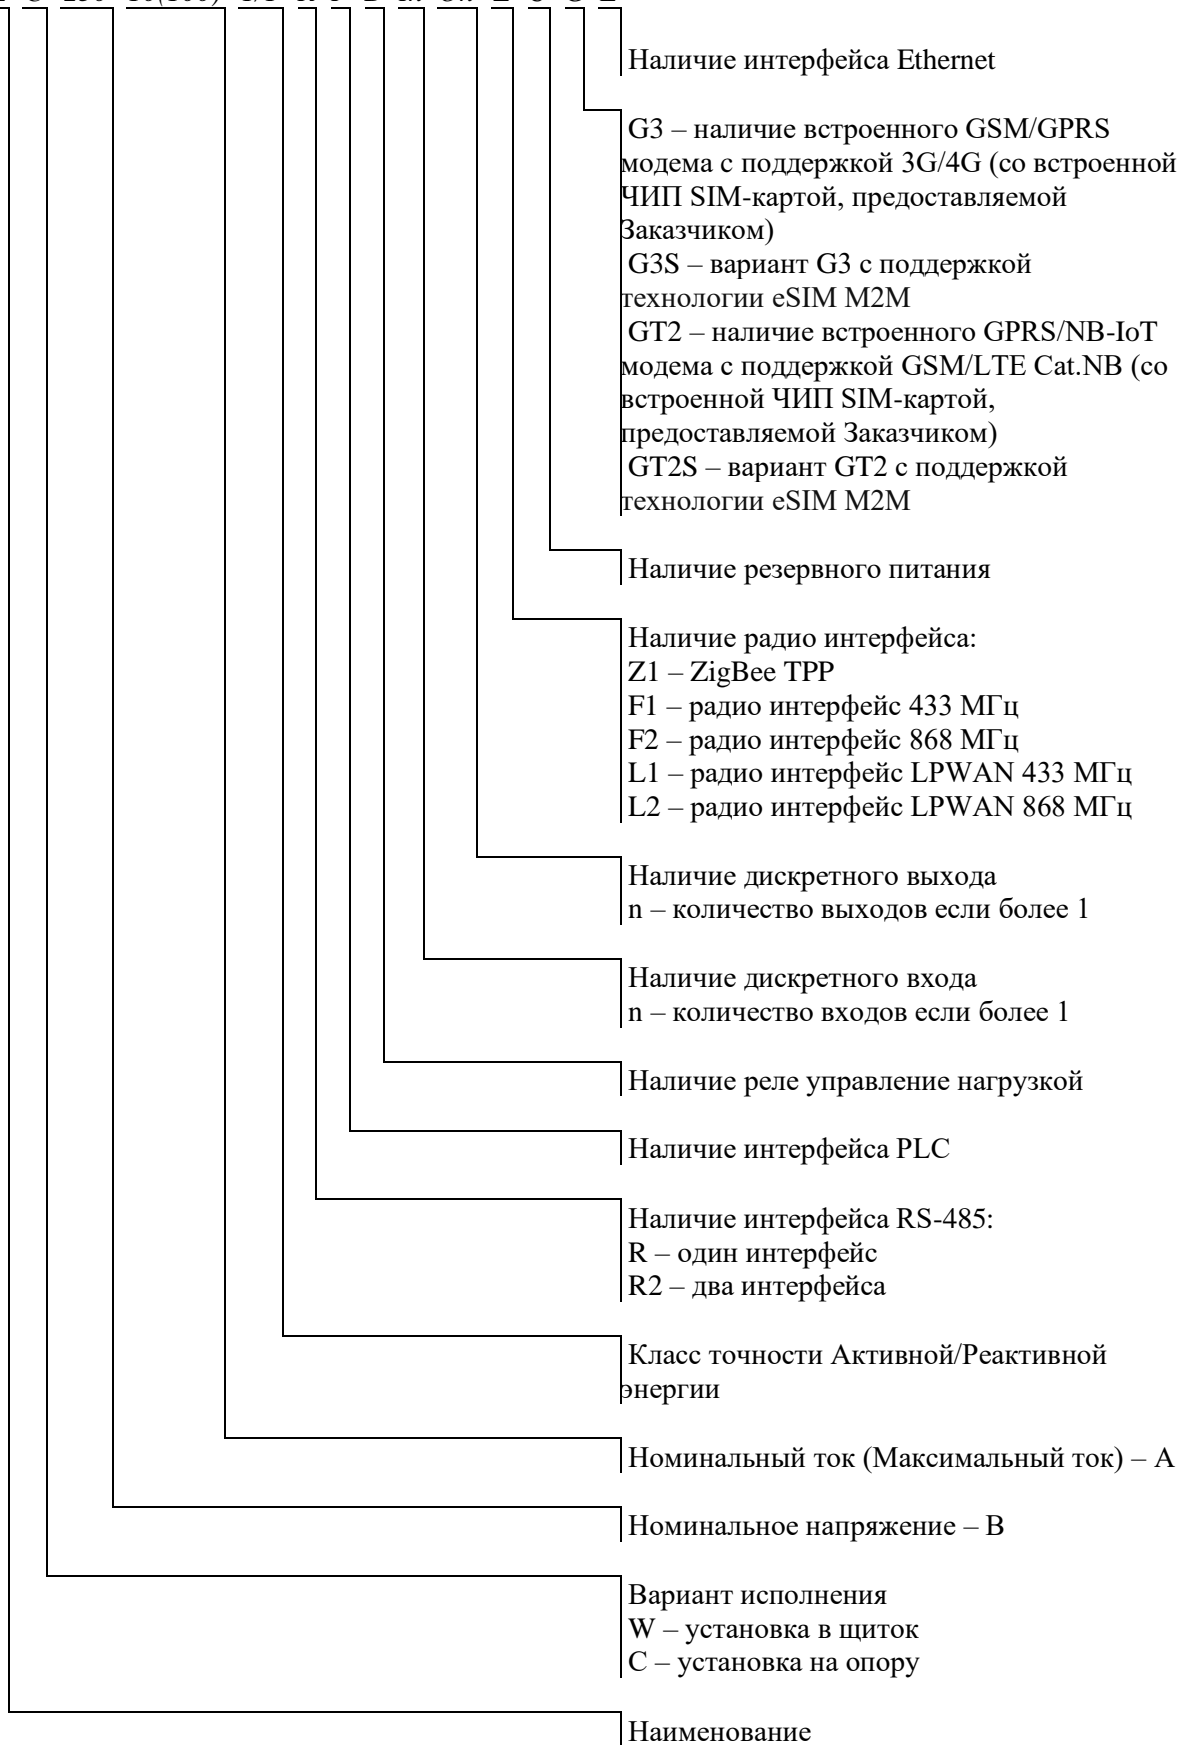 Наличие интерфейса Ethernet
G3 – наличие встроенного GSM/GPRS
модема с поддержкой 3G/4G (со встроенной
ЧИП SIM-картой, предоставляемой
Заказчиком)
G3S – вариант G3 с поддержкой
технологии eSIM M2M
GT2 – наличие встроенного GPRS/NB-IoT
модема с поддержкой GSM/LTE Cat.NB (со
встроенной ЧИП SIM-картой,
предоставляемой Заказчиком)
GT2S – вариант GT2 с поддержкой
технологии eSIM M2M
Наличие резервного питания
Наличие радио интерфейса:
Z1 – ZigBee TPP
F1 – радио интерфейс 433 МГц
F2 – радио интерфейс 868 МГц
L1 – радио интерфейс LPWAN 433 МГц
L2 – радио интерфейс LPWAN 868 МГц
Наличие дискретного выхода
n – количество выходов если более 1
Наличие дискретного входа
n – количество входов если более 1
Наличие реле управление нагрузкой
Наличие интерфейса PLC
Наличие интерфейса RS-485:
R – один интерфейс
R2 – два интерфейса
Класс точности Активной/Реактивной
энергии
Номинальный ток (Максимальный ток) – А
Номинальное напряжение – В
Вариант исполнения
W – установка в щиток
C – установка на опору
Наименование